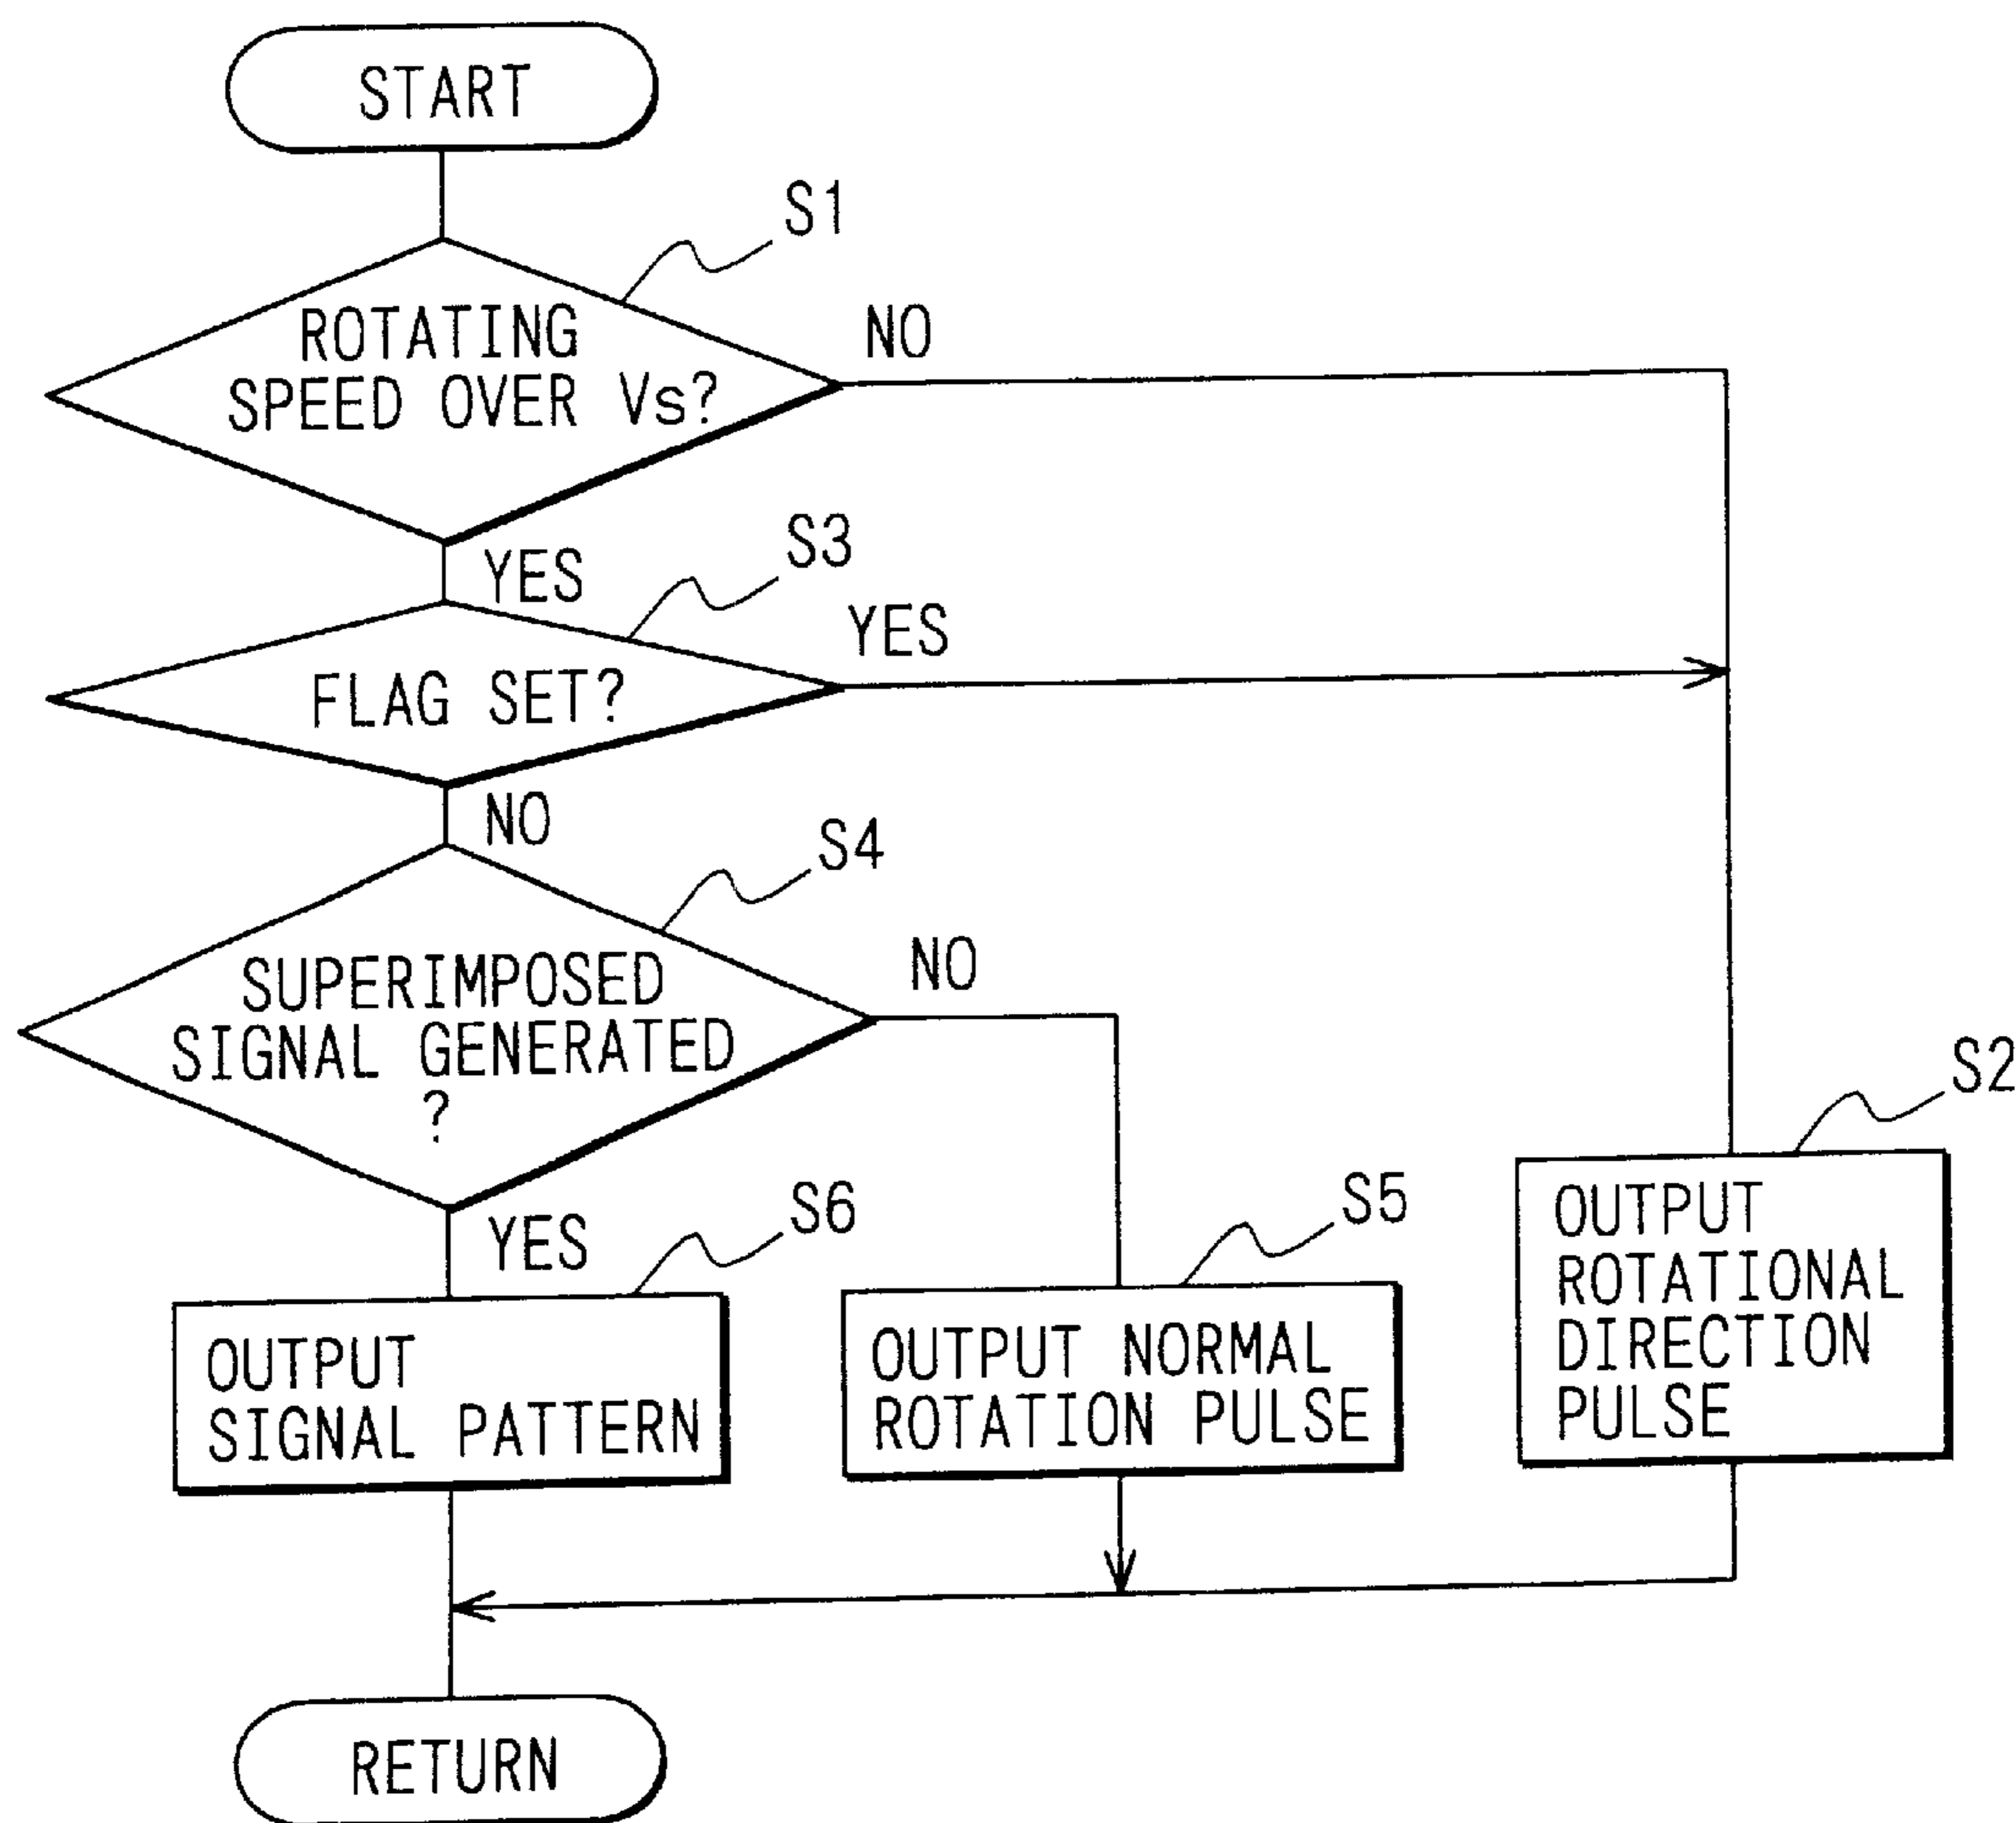 START
S1
ROTATING
SPEED OVER Vs?
NO
YES
S3
YES
FLAG SET?
NO
S4
NO
SUPERIMPOSED
SIGNAL GENERATED
?
YES
S6
OUTPUT
SIGNAL PATTERN
S5
OUTPUT NORMAL
ROTATION PULSE
S2
OUTPUT
ROTATIONAL
DIRECTION
PULSE
RETURN